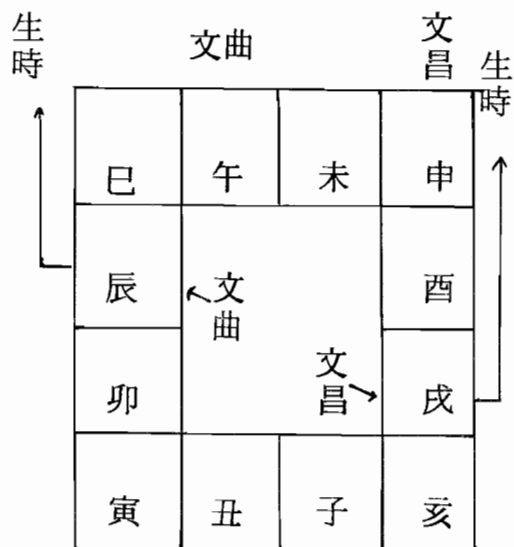 生時
文曲
文昌
生時
巳 午 未 申
辰 文曲 酉
卯 文昌 戌
寅 丑 子 亥